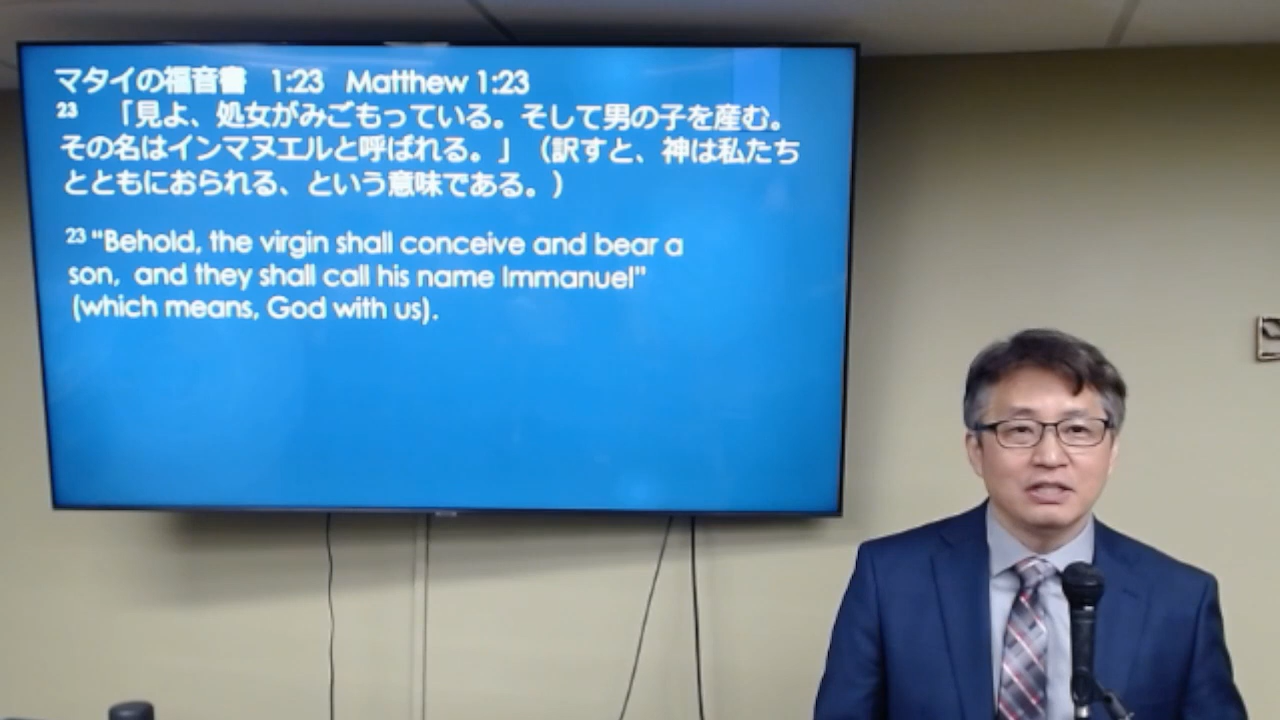 マタイの福音書 1:23 Matthew 1:23
23 「見よ、処女がみごもっている。そして男の子を産む。
その名はインマヌエルと呼ばれる。」（訳すと、神は私たち
とともにおられる、という意味である。）
23 "Behold, the virgin shall conceive and bear a
son, and they shall call his name Immanuel"
(which means, God with us).